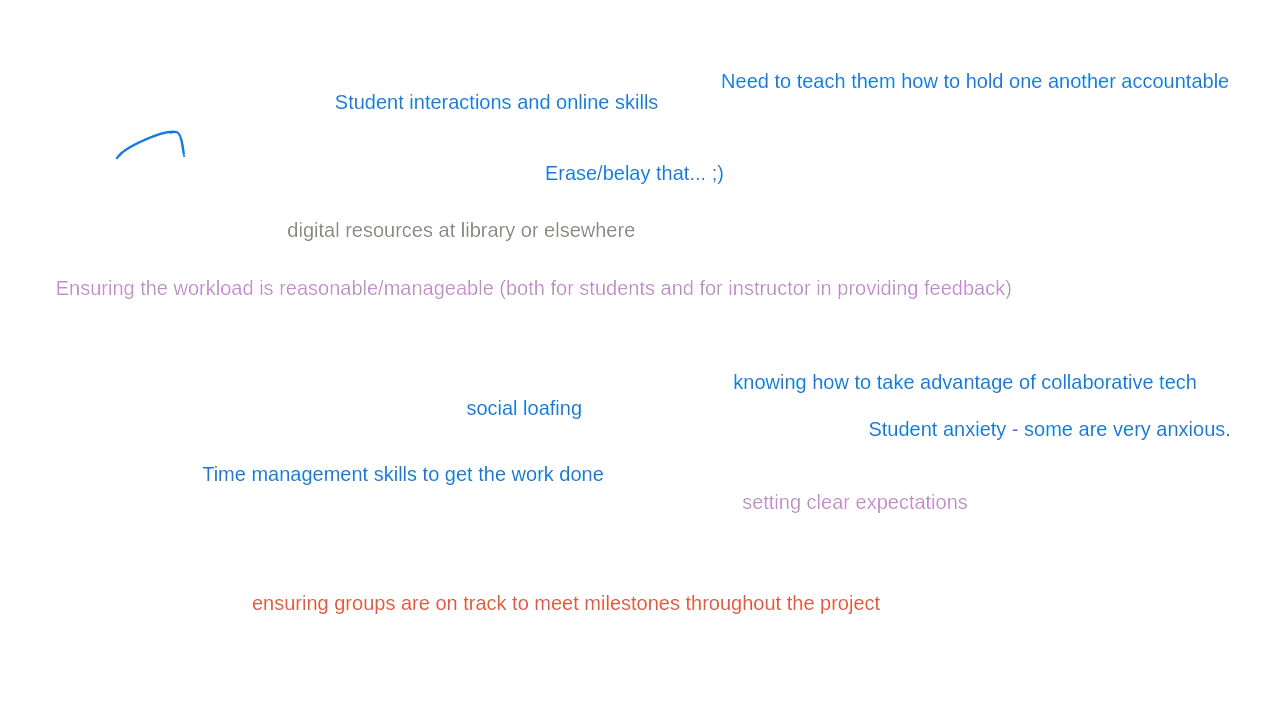 Need to teach them how to hold one another accountable
Student interactions and online skills
Erase/belay that... ;)
digital resources at library or elsewhere
Ensuring the workload is reasonable/manageable (both for students and for instructor in providing feedback)
knowing how to take advantage of collaborative tech
social loafing
Student anxiety - some are very anxious.
Time management skills to get the work done
setting clear expectations
ensuring groups are on track to meet milestones throughout the project